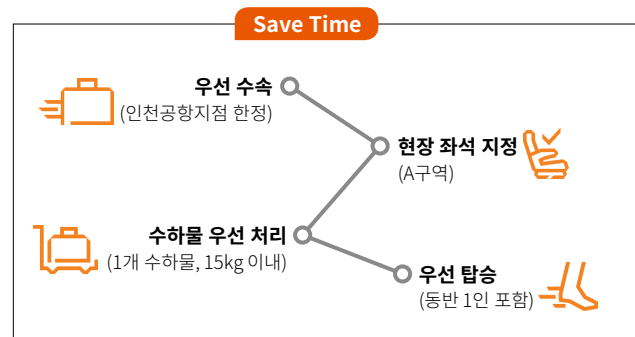 Save Time
우선 수속
(인천공항지점 한정)
현장 좌석 지정
(A구역)
수하물 우선 처리
(1개 수하물, 15kg 이내)
우선 탑승
(동반 1인 포함)